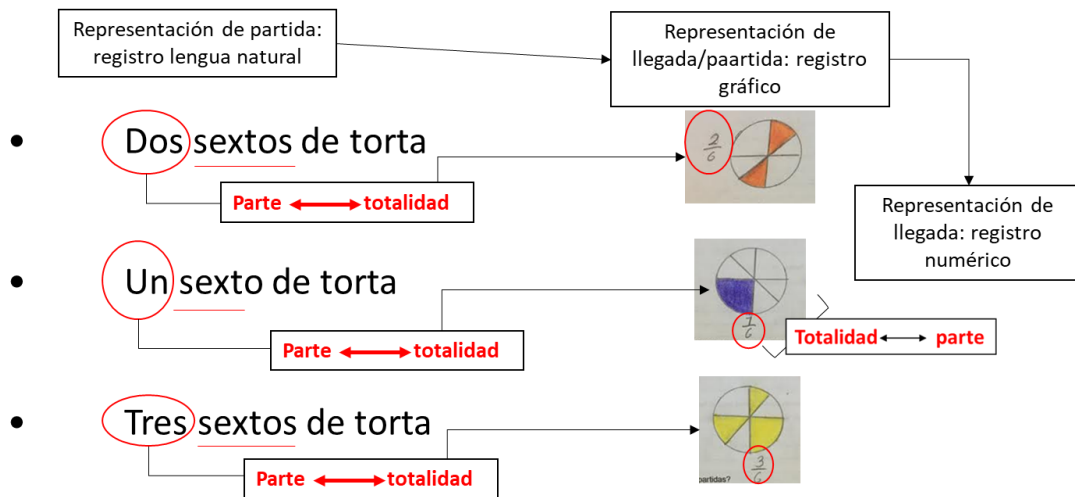 Representación de partida:
registro lengua natural
Representación de
llegada/paartida: registro
gráfico
• Dos sextos de torta
2/6
Parte totalidad
Representación de
llegada: registro
numérico
• Un sexto de torta
1/6
Totalidad parte
Parte totalidad
• Tres sextos de torta
3/6
Parte totalidad
partidas?